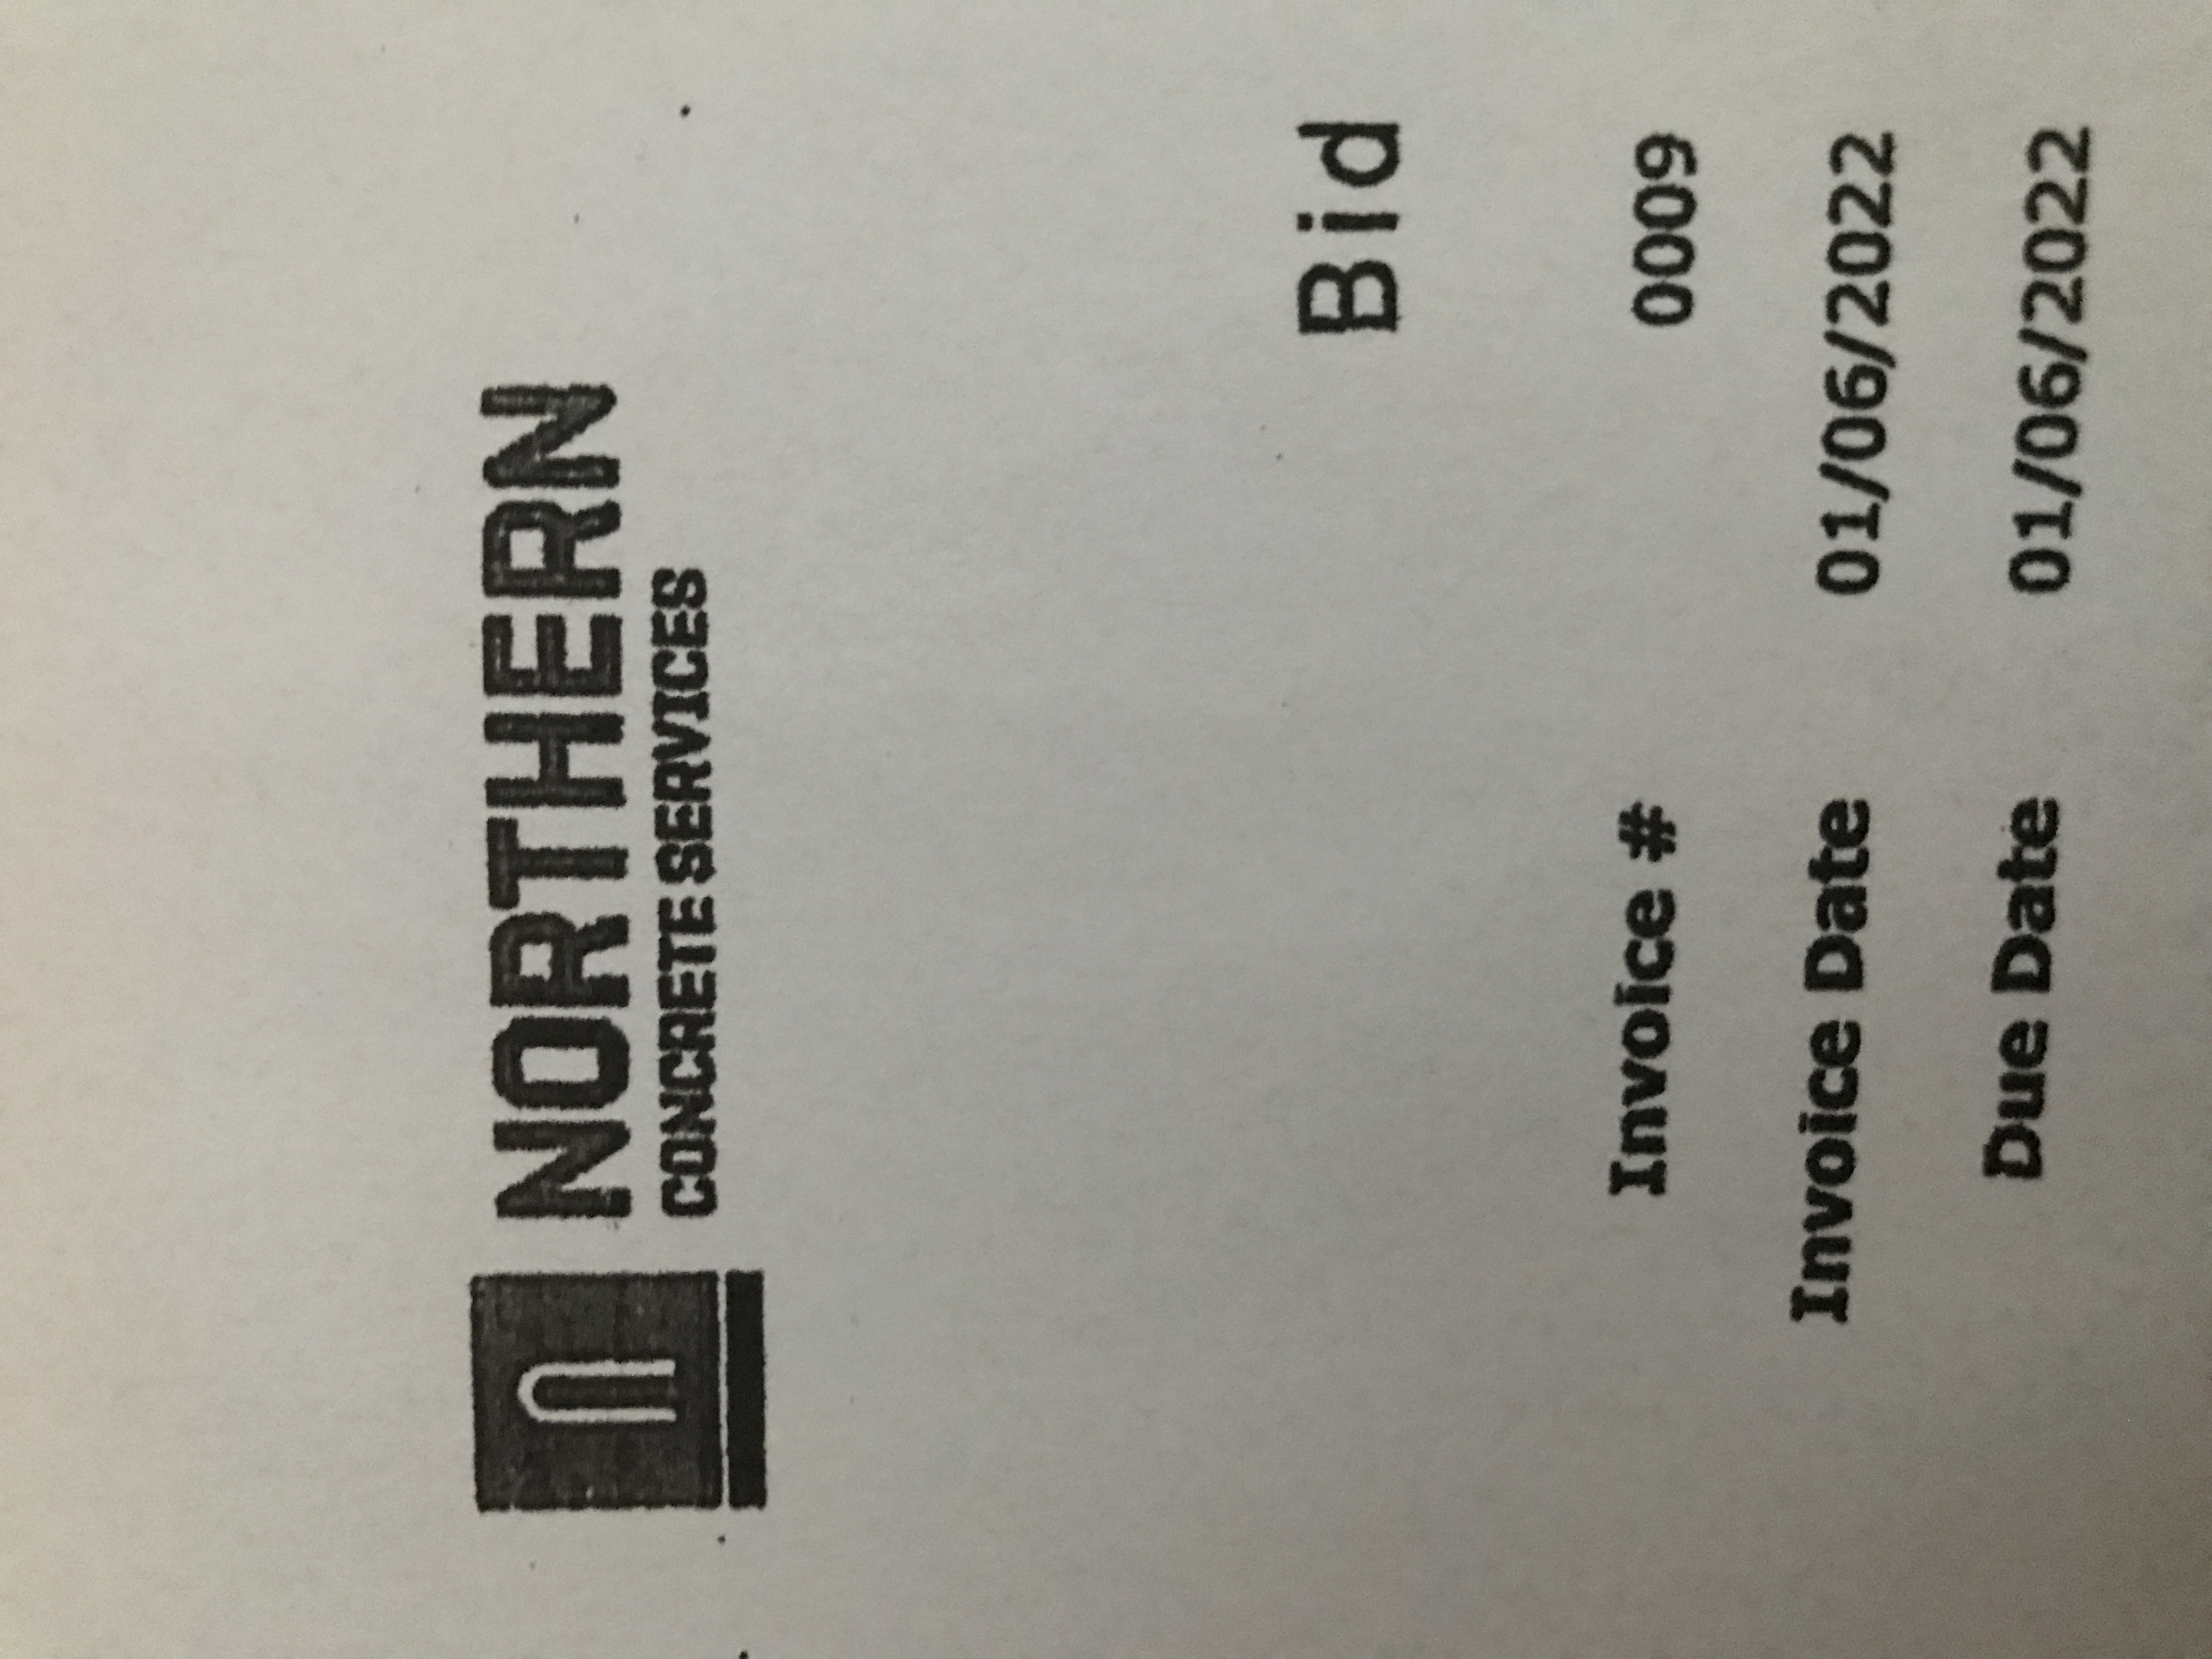 n NORTHERN
CONCRETE SERVICES
Bid
Invoice # 0009
Invoice Date 01/06/2022
Due Date 01/06/2022